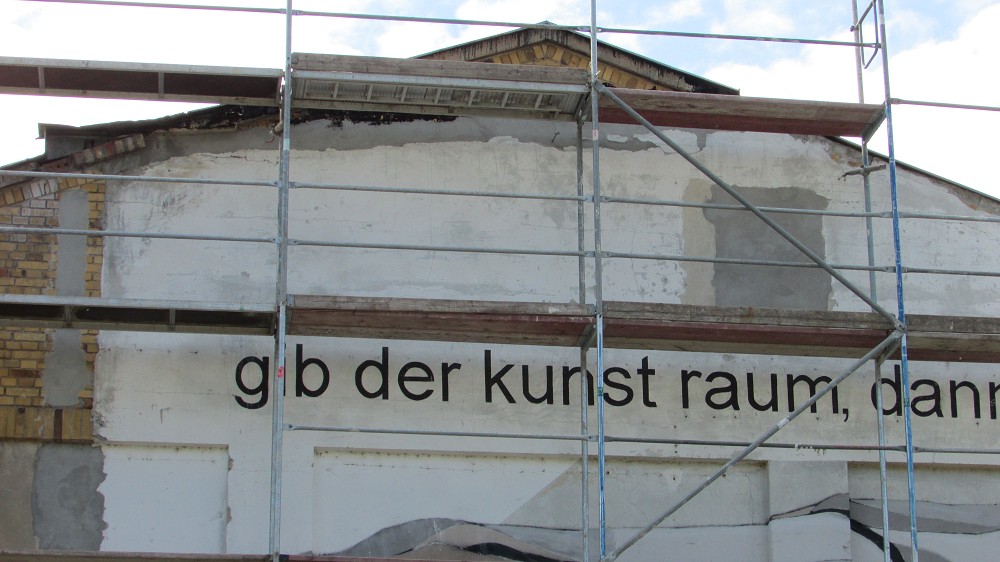 gib der kunst raum, dann